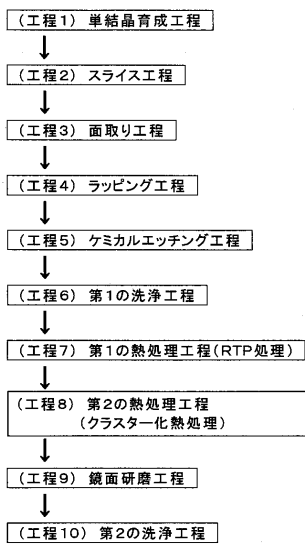 (工程1) 単結晶育成工程
(工程2) スライス工程
(工程3) 面取り工程
(工程4) ラッピング工程
(工程5) ケミカルエッチング工程
(工程6) 第1の洗浄工程
(工程7) 第1の熱処理工程(RTP処理)
(工程8) 第2の熱処理工程
(クラスター化熱処理)
(工程9) 鏡面研磨工程
(工程10) 第2の洗浄工程